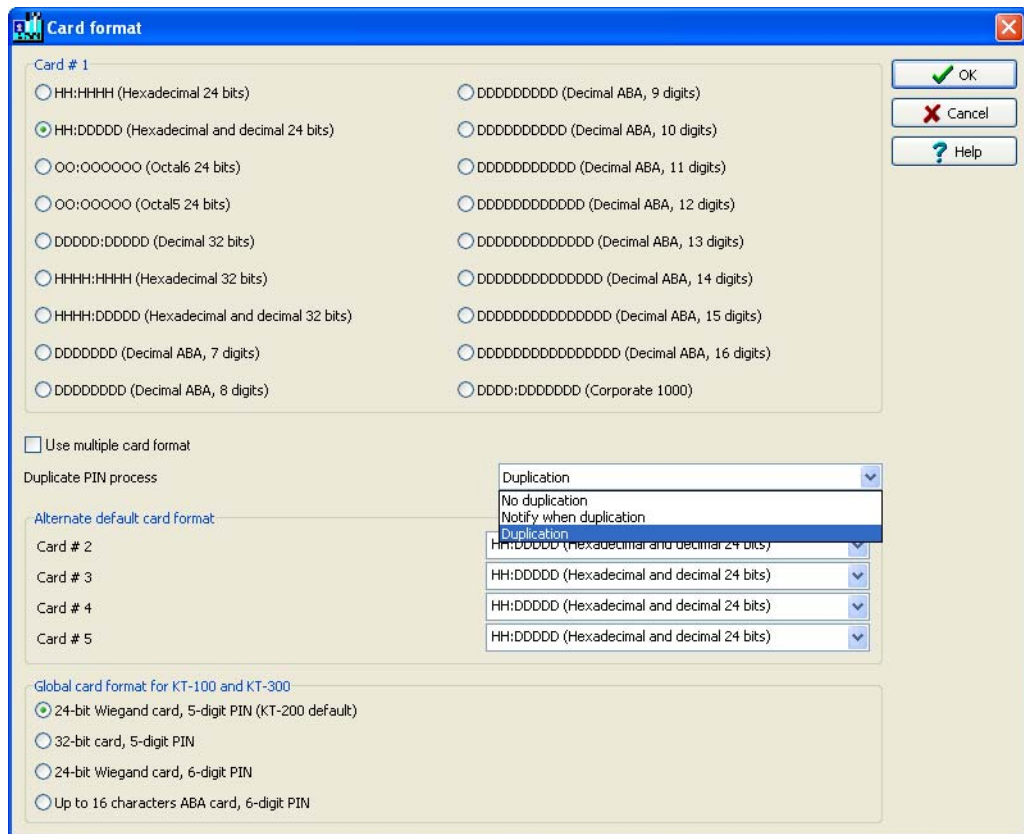 Card format
Card # 1
HH:HHHH (Hexadecimal 24 bits)
HH:DDDDD (Hexadecimal and decimal 24 bits)
OO:OOOOOO (Octal6 24 bits)
OO:OOOOO (Octal5 24 bits)
DDDDD:DDDDD (Decimal 32 bits)
HHHH:HHHH (Hexadecimal 32 bits)
HHHH:DDDDD (Hexadecimal and decimal 32 bits)
DDDDDDD (Decimal ABA, 7 digits)
DDDDDDDD (Decimal ABA, 8 digits)
DDDDDDDDD (Decimal ABA, 9 digits)
DDDDDDDDDD (Decimal ABA, 10 digits)
DDDDDDDDDDD (Decimal ABA, 11 digits)
DDDDDDDDDDDD (Decimal ABA, 12 digits)
DDDDDDDDDDDDD (Decimal ABA, 13 digits)
DDDDDDDDDDDDDD (Decimal ABA, 14 digits)
DDDDDDDDDDDDDDD (Decimal ABA, 15 digits)
DDDDDDDDDDDDDDDD (Decimal ABA, 16 digits)
DDDD:DDDDDDD (Corporate 1000)
OK
Cancel
Help
Use multiple card format
Duplicate PIN process
Duplication
No duplication
Notify when duplication
Duplication
Alternate default card format
Card # 2
HH:DDDDD (Hexadecimal and decimal 24 bits)
Card # 3
HH:DDDDD (Hexadecimal and decimal 24 bits)
Card # 4
HH:DDDDD (Hexadecimal and decimal 24 bits)
Card # 5
HH:DDDDD (Hexadecimal and decimal 24 bits)
Global card format for KT-100 and KT-300
24-bit Wiegand card, 5-digit PIN (KT-200 default)
32-bit card, 5-digit PIN
24-bit Wiegand card, 6-digit PIN
Up to 16 characters ABA card, 6-digit PIN